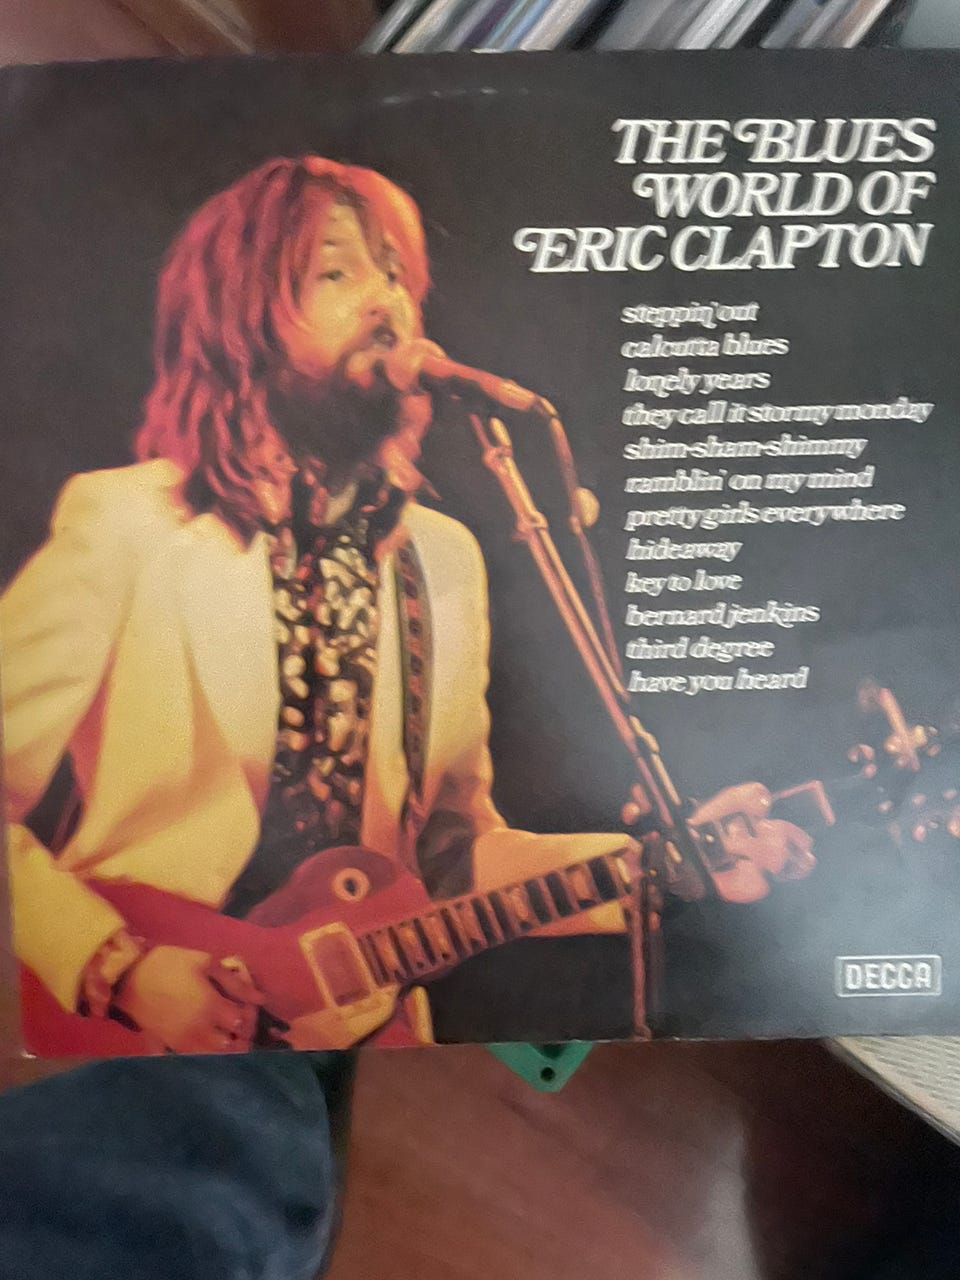 THE BLUES
WORLD OF
ERIC CLAPTON
steppin' out
calcutta blues
lonely years
they call it stormy monday
shim-sham-shimmy
ramblin' on my mind
pretty girls everywhere
hideaway
key to love
bernard jenkins
third degree
have you heard
DECCA